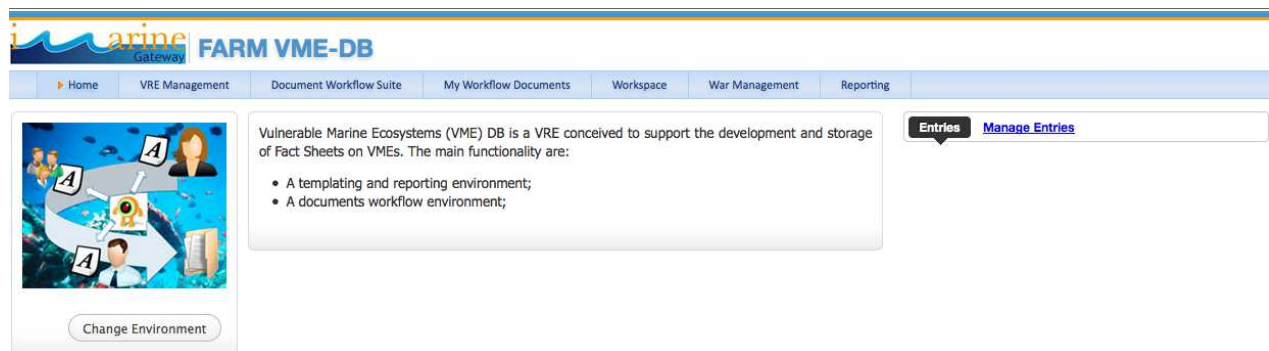 iMarine
Gateway
FARM VME-DB
Home VRE Management Document Workflow Suite My Workflow Documents Workspace War Management Reporting
Vulnerable Marine Ecosystems (VME) DB is a VRE conceived to support the development and storage
of Fact Sheets on VMEs. The main functionality are:
• A templating and reporting environment;
• A documents workflow environment;
Entries Manage Entries
A
A
A
A
Change Environment